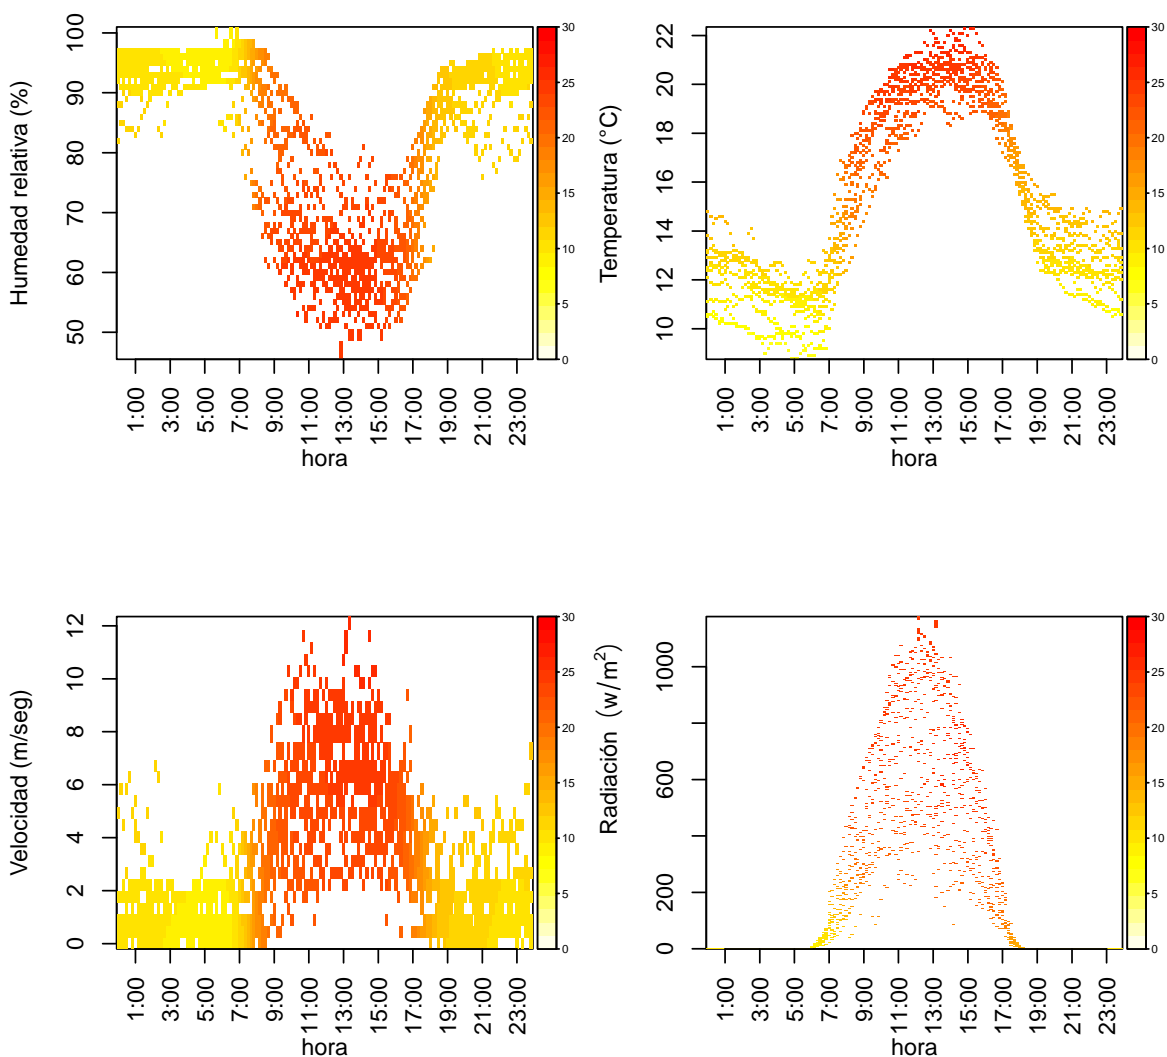 Humedad relativa (%)
50 60 70 80 90 100
1:00 3:00 5:00 7:00 9:00 11:00 13:00 15:00 17:00 19:00 21:00 23:00
hora
0 5 10 15 20 25 30
Temperatura (°C)
10 12 14 16 18 20 22
1:00 3:00 5:00 7:00 9:00 11:00 13:00 15:00 17:00 19:00 21:00 23:00
hora
0 5 10 15 20 25 30
Velocidad (m/seg)
0 2 4 6 8 10 12
1:00 3:00 5:00 7:00 9:00 11:00 13:00 15:00 17:00 19:00 21:00 23:00
hora
0 5 10 15 20 25 30
Radiación (w/m²)
0 200 600 1000
1:00 3:00 5:00 7:00 9:00 11:00 13:00 15:00 17:00 19:00 21:00 23:00
hora
0 5 10 15 20 25 30